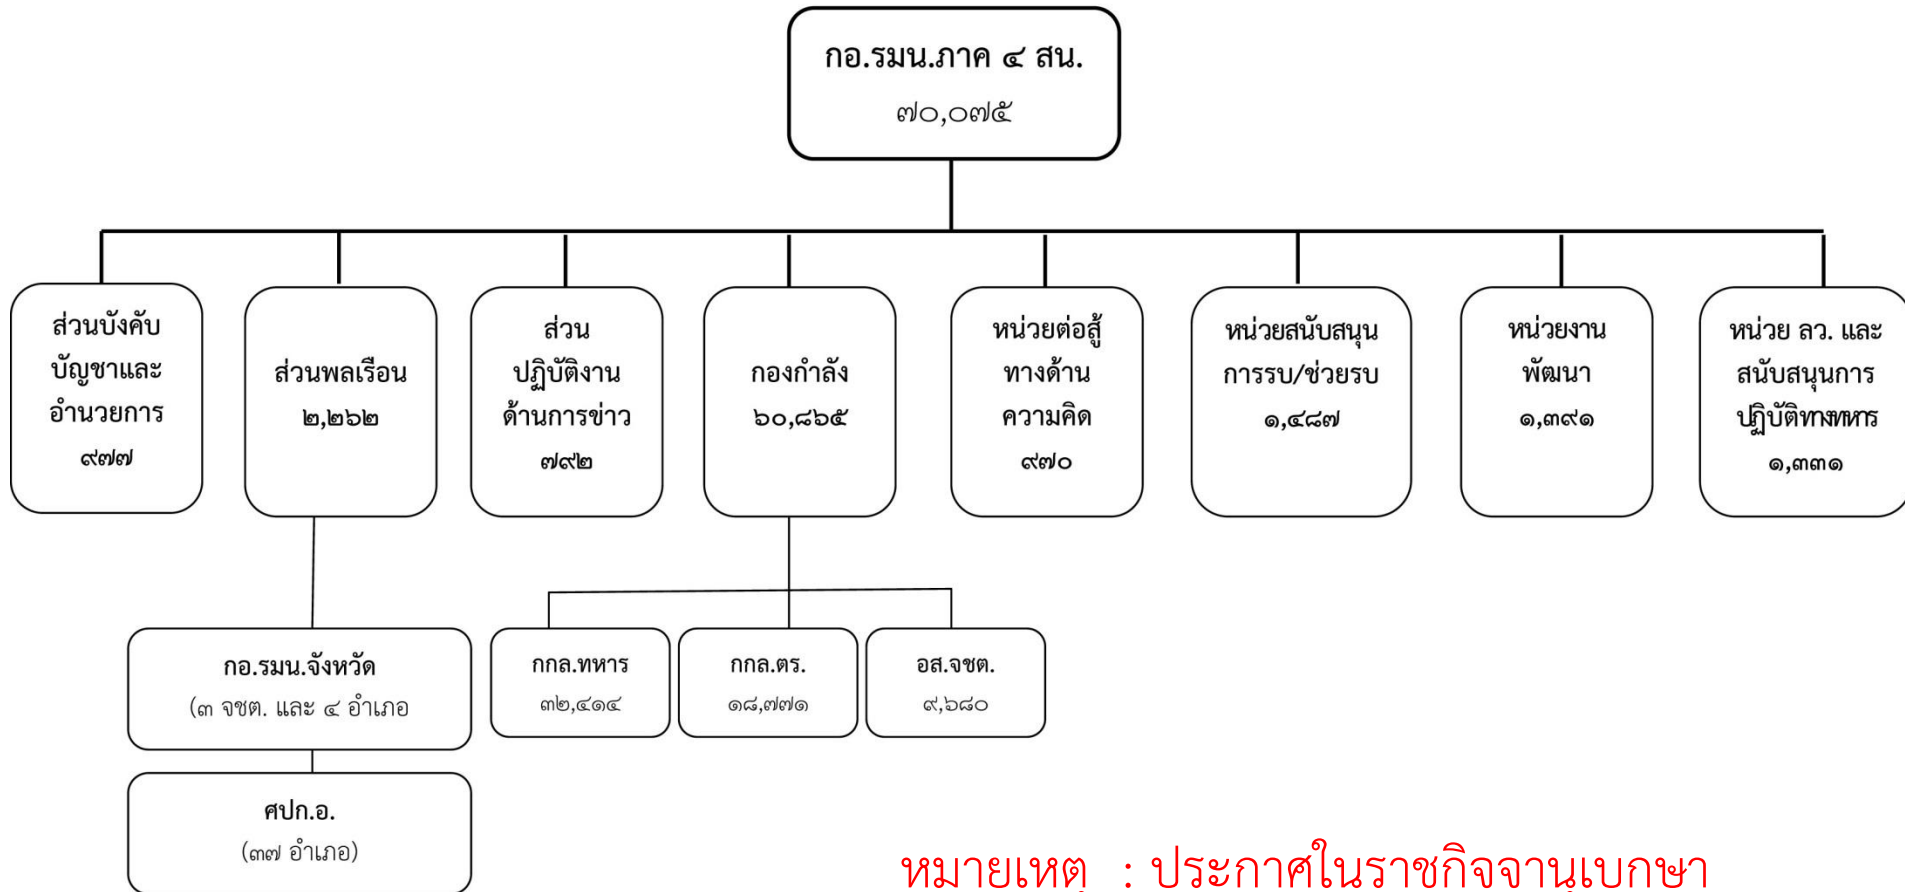 กอ.รมน.ภาค ๔ สน.
๗๐,๐๗๕
ส่วนบังคับ
บัญชาและ
อำนวยการ
๙๗๗
ส่วนพลเรือน
๒,๒๖๒
ส่วน
ปฏิบัติงาน
ด้านการข่าว
๗๙๒
กองกำลัง
๖๐,๘๖๕
หน่วยต่อสู้
ทางด้าน
ความคิด
๙๗๐
หน่วยสนับสนุน
การรบ/ช่วยรบ
๑,๔๘๗
หน่วยงาน
พัฒนา
๑,๓๙๑
หน่วย ลว. และ
สนับสนุนการ
ปฏิบัติทางทหาร
๑,๓๓๑
กอ.รมน.จังหวัด
(๓ จชต. และ ๔ อำเภอ
กกล.ทหาร
๓๒,๔๑๔
กกล.ตร.
๑๘,๗๗๑
อส.จชต.
๙,๖๘๐
ศปก.อ.
(๓๗ อำเภอ)
หมายเหตุ : ประกาศในราชกิจจานุเบกษา